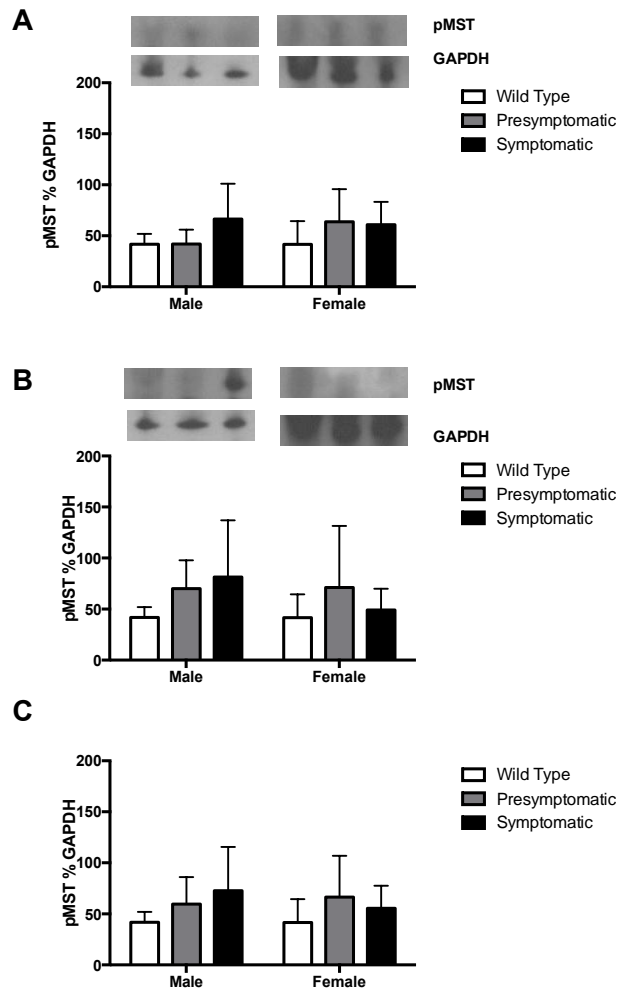 A
pMST
GAPDH
200
150
100
50
0
pMST % GAPDH
Male
Female
Wild Type
Presymptomatic
Symptomatic
B
pMST
GAPDH
200
150
100
50
0
pMST % GAPDH
Male
Female
Wild Type
Presymptomatic
Symptomatic
C
200
150
100
50
0
pMST % GAPDH
Male
Female
Wild Type
Presymptomatic
Symptomatic